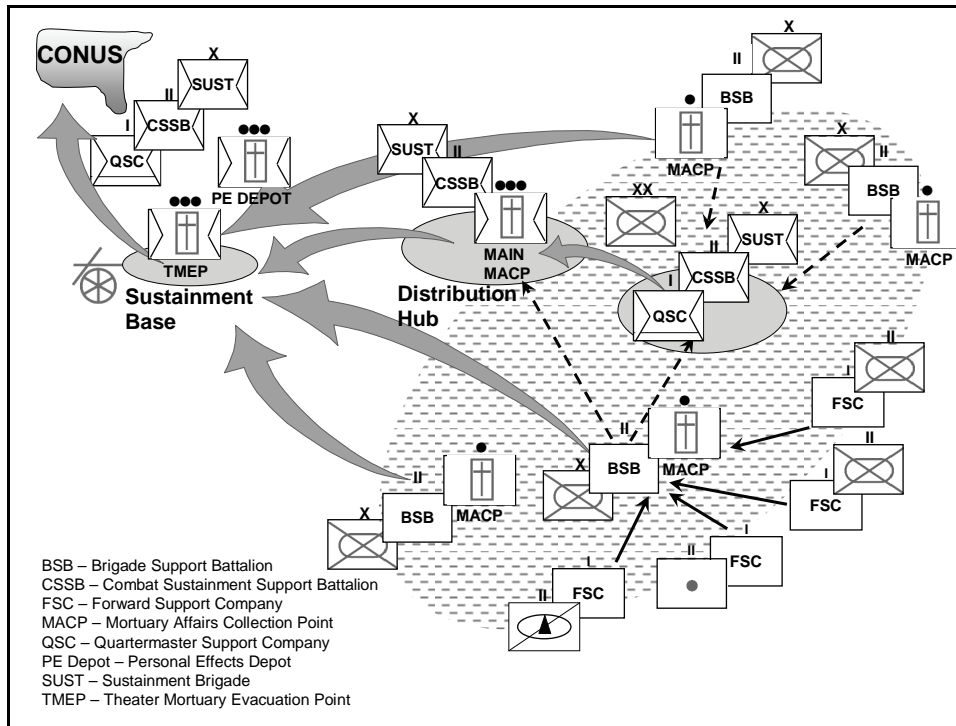 CONUS
X
SUST
II
CSSB
I
QSC
PE DEPOT
TMEP
Sustainment
Base
X
SUST
II
CSSB
MAIN
MACP
Distribution
Hub
X
II
BSB
MACP
X
II
BSB
MACP
XX
X
SUST
II
CSSB
I
QSC
II
I
FSC
II
I
FSC
I
FSC
II
I
FSC
II
II
BSB
MACP
X
II
BSB
MACP
X
BSB – Brigade Support Battalion
CSSB – Combat Sustainment Support Battalion
FSC – Forward Support Company
MACP – Mortuary Affairs Collection Point
QSC – Quartermaster Support Company
PE Depot – Personal Effects Depot
SUST – Sustainment Brigade
TMEP – Theater Mortuary Evacuation Point